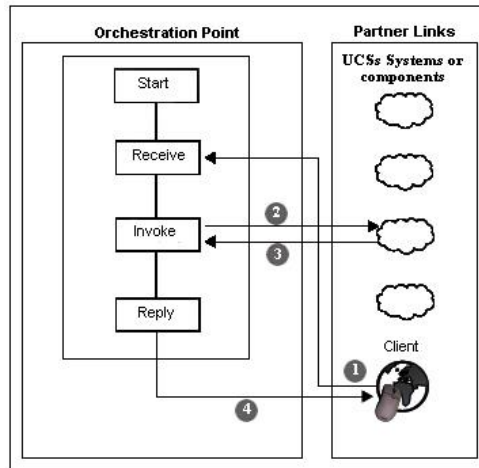 Orchestration Point
Partner Links
UCSs Systems or
components
Start
Receive
2
Invoke
3
Reply
Client
1
4